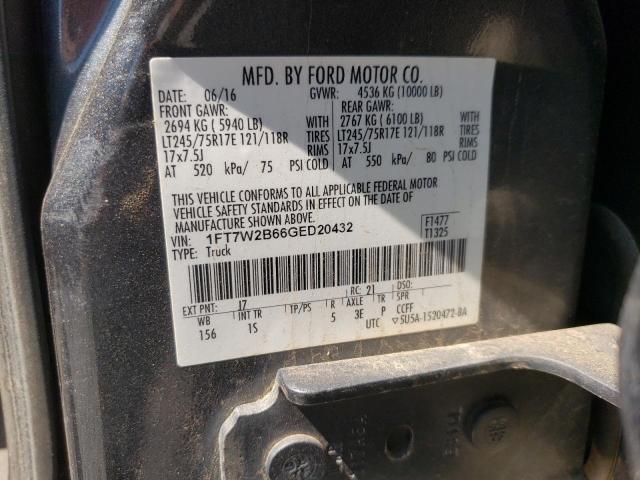 MFD. BY FORD MOTOR CO.
DATE: 06/16 GVWR: 4536 KG (10000 LB)
FRONT GAWR: REAR GAWR:
2694 KG ( 5940 LB) WITH 2767 KG ( 6100 LB) WITH
LT245/75R17E 121/118R TIRES LT245/75R17E 121/118R TIRES
17x7.5J RIMS 17x7.5J RIMS
AT 520 kPa/ 75 PSI COLD AT 550 kPa/ 80 PSI COLD
THIS VEHICLE CONFORMS TO ALL APPLICABLE FEDERAL MOTOR
VEHICLE SAFETY STANDARDS IN EFFECT ON THE DATE OF
MANUFACTURE SHOWN ABOVE.
VIN: 1FT7W2B66GED20432 F1477
TYPE: Truck T1325
EXT PNT: J7 RC: 21 DSO:
WB INT TR TP/PS R AXLE TR SPR
156 1S 5 3E P CCFF
UTC ▽5U5A-1520472-BA